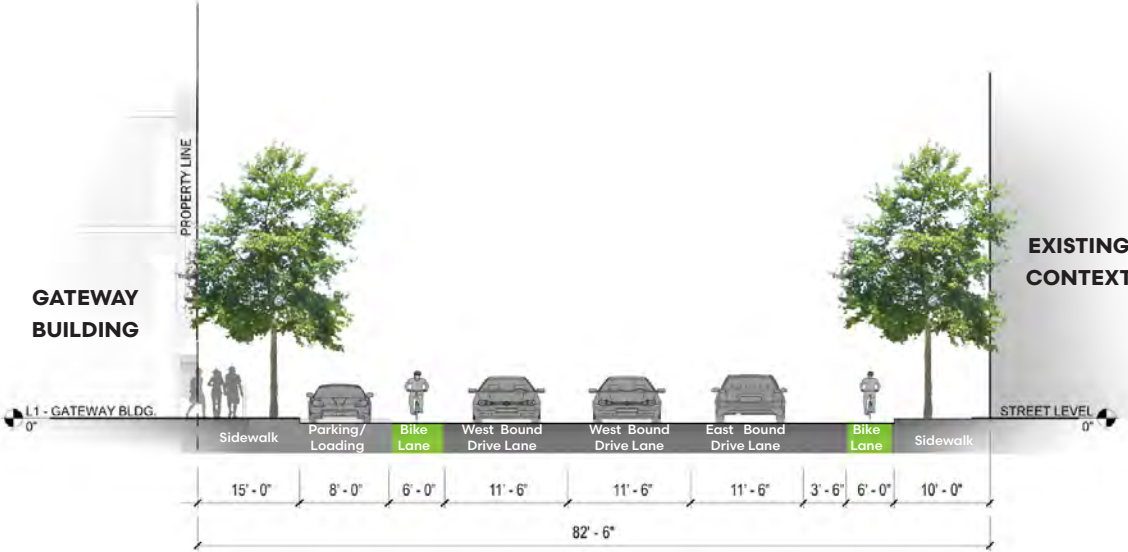 PROPERTY LINE
GATEWAY
BUILDING
EXISTING
CONTEXT
L1 - GATEWAY BLDG.
0"
STREET LEVEL
0"
Sidewalk
Parking/
Loading
Bike
Lane
West Bound
Drive Lane
West Bound
Drive Lane
East Bound
Drive Lane
Bike
Lane
Sidewalk
15' - 0"
8' - 0"
6' - 0"
11' - 6"
11' - 6"
11' - 6"
3' - 6"
6' - 0"
10' - 0"
82' - 6"